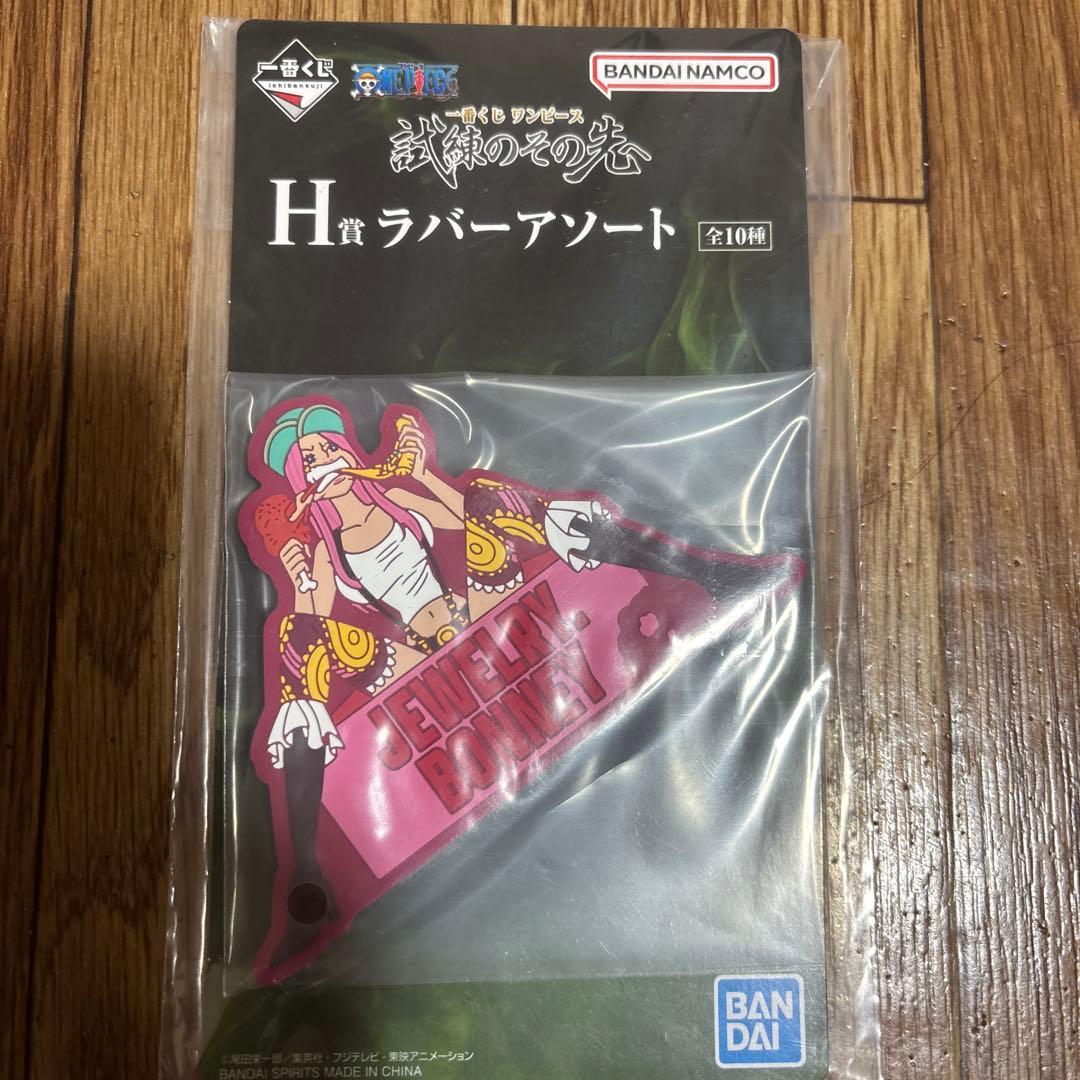 一番くじ
ichibankuji
ONE PIECE
BANDAI NAMCO
一番くじ ワンピース
試練のその先
H賞 ラバーアソート 全10種
JEWELRY.
BONNEY
BAN
DAI
©尾田栄一郎／集英社・フジテレビ・東映アニメーション
BANDAI SPIRITS MADE IN CHINA